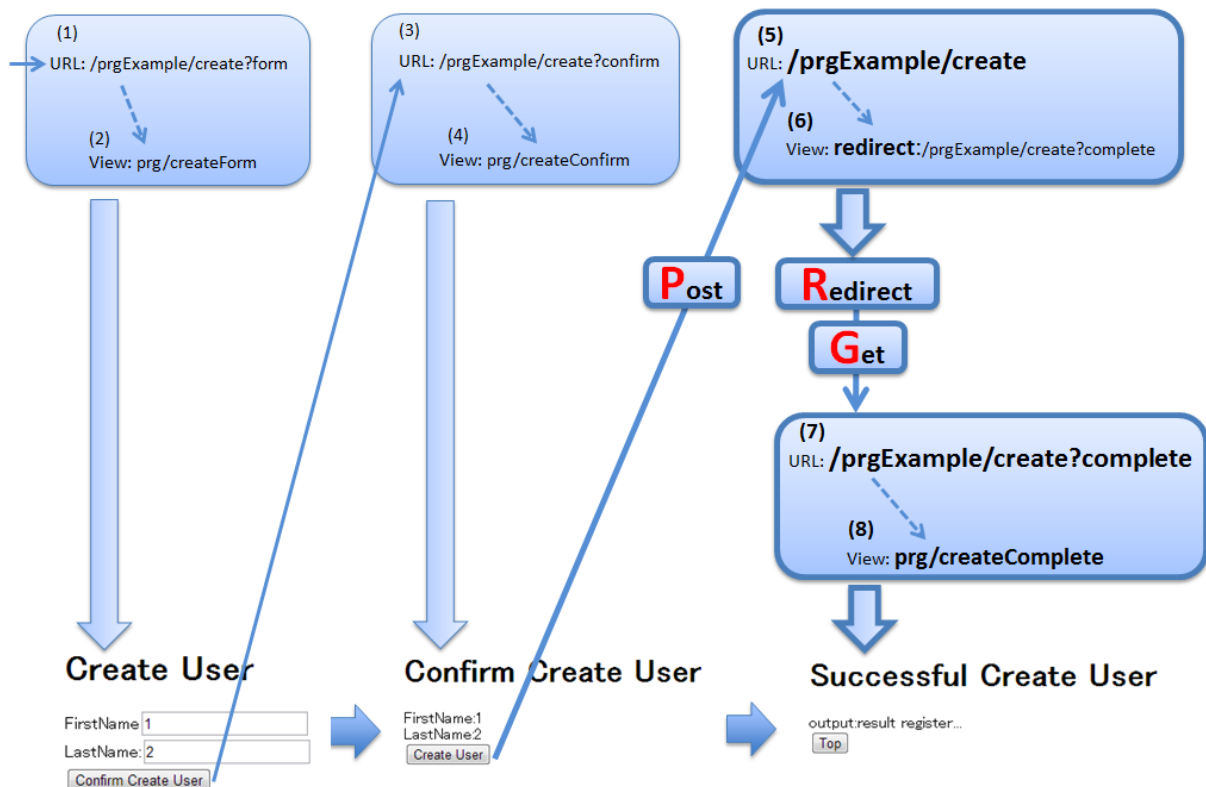 (1)
URL: /prgExample/create?form
(2)
View: prg/createForm
(3)
URL: /prgExample/create?confirm
(4)
View: prg/createConfirm
(5)
URL: /prgExample/create
(6)
View: redirect:/prgExample/create?complete
Post
Redirect
Get
(7)
URL: /prgExample/create?complete
(8)
View: prg/createComplete
Create User
FirstName 1
LastName: 2
Confirm Create User
Confirm Create User
FirstName:1
LastName:2
Create User
Successful Create User
output:result register...
Top